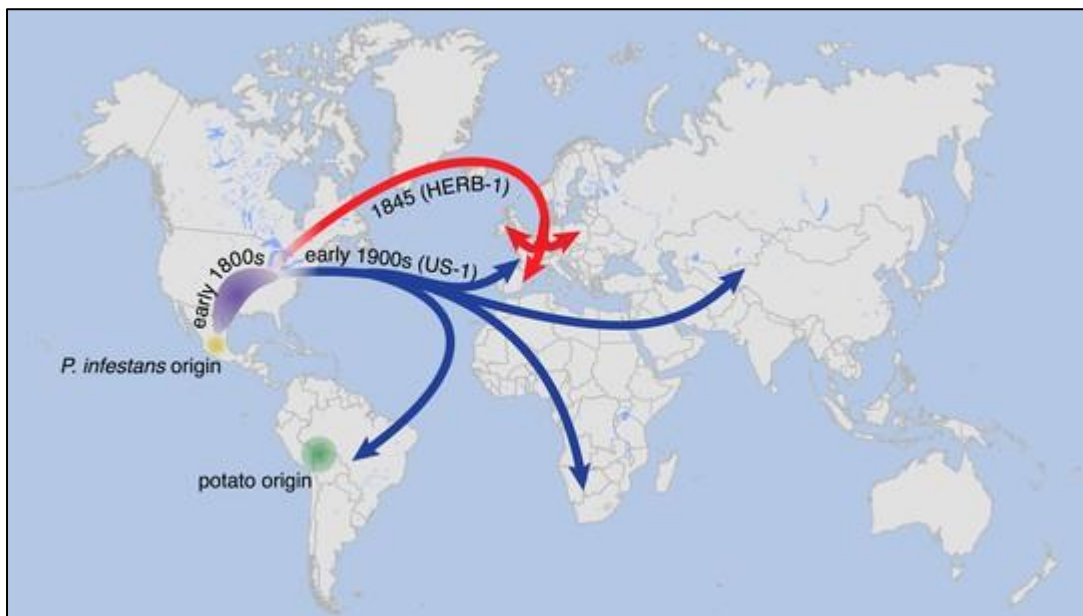 1845 (HERB-1)
early 1800s
early 1900s (US-1)
P. infestans origin
potato origin